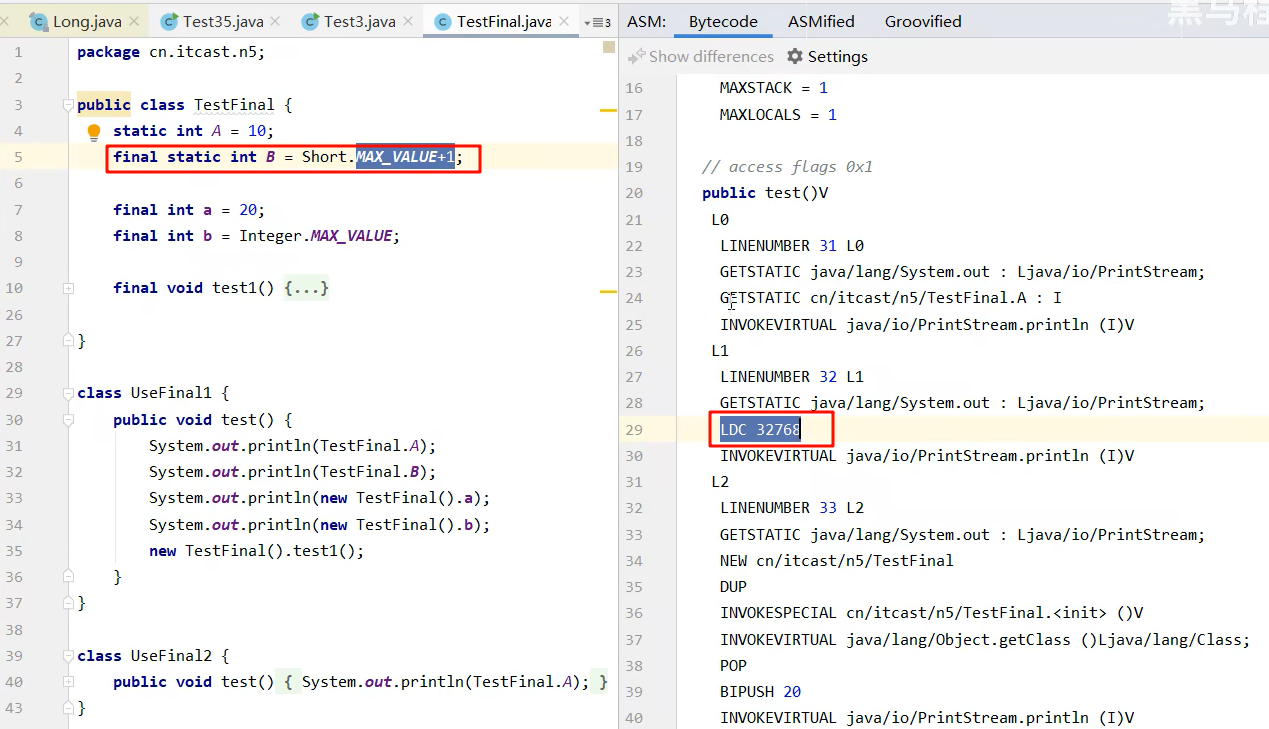 Long.java
Test35.java
Test3.java
TestFinal.java
3
1 package cn.itcast.n5;
2
3 public class TestFinal {
4 static int A = 10;
5 final static int B = Short.MAX_VALUE+1;
6
7 final int a = 20;
8 final int b = Integer.MAX_VALUE;
9
10 final void test1() {...}
26
27 }
28
29 class UseFinal1 {
30 public void test() {
31 System.out.println(TestFinal.A);
32 System.out.println(TestFinal.B);
33 System.out.println(new TestFinal().a);
34 System.out.println(new TestFinal().b);
35 new TestFinal().test1();
36 }
37 }
38
39 class UseFinal2 {
40 public void test() { System.out.println(TestFinal.A); }
43 }
ASM: Bytecode ASMified Groovified
黑马程
Show differences Settings
16 MAXSTACK = 1
17 MAXLOCALS = 1
18
19 // access flags 0x1
20 public test()V
21 L0
22 LINENUMBER 31 L0
23 GETSTATIC java/lang/System.out : Ljava/io/PrintStream;
24 GETSTATIC cn/itcast/n5/TestFinal.A : I
25 INVOKEVIRTUAL java/io/PrintStream.println (I)V
26 L1
27 LINENUMBER 32 L1
28 GETSTATIC java/lang/System.out : Ljava/io/PrintStream;
29 LDC 32768
30 INVOKEVIRTUAL java/io/PrintStream.println (I)V
31 L2
32 LINENUMBER 33 L2
33 GETSTATIC java/lang/System.out : Ljava/io/PrintStream;
34 NEW cn/itcast/n5/TestFinal
35 DUP
36 INVOKESPECIAL cn/itcast/n5/TestFinal.<init> ()V
37 INVOKEVIRTUAL java/lang/Object.getClass ()Ljava/lang/Class;
38 POP
39 BIPUSH 20
40 INVOKEVIRTUAL java/io/PrintStream.println (I)V